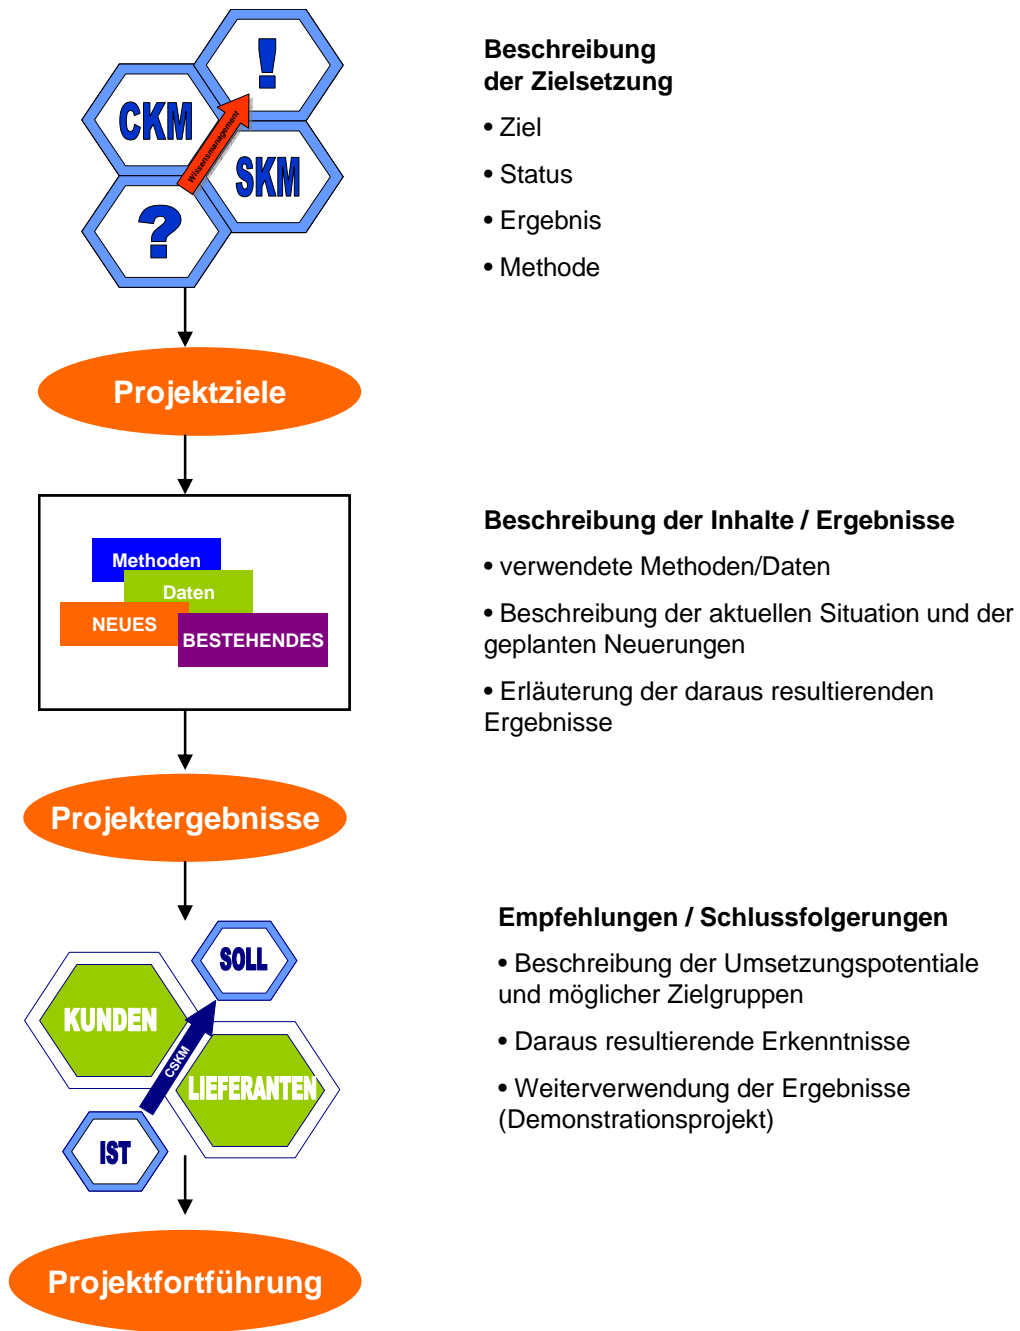 !
CKM
Wissensmanagement
SKM
?
Beschreibung
der Zielsetzung
• Ziel
• Status
• Ergebnis
• Methode
Projektziele
Methoden
Daten
NEUES
BESTEHENDES
Beschreibung der Inhalte / Ergebnisse
• verwendete Methoden/Daten
• Beschreibung der aktuellen Situation und der
geplanten Neuerungen
• Erläuterung der daraus resultierenden
Ergebnisse
Projektergebnisse
SOLL
KUNDEN
CSKM
LIEFERANTEN
IST
Empfehlungen / Schlussfolgerungen
• Beschreibung der Umsetzungspotentiale
und möglicher Zielgruppen
• Daraus resultierende Erkenntnisse
• Weiterverwendung der Ergebnisse
(Demonstrationsprojekt)
Projektfortführung